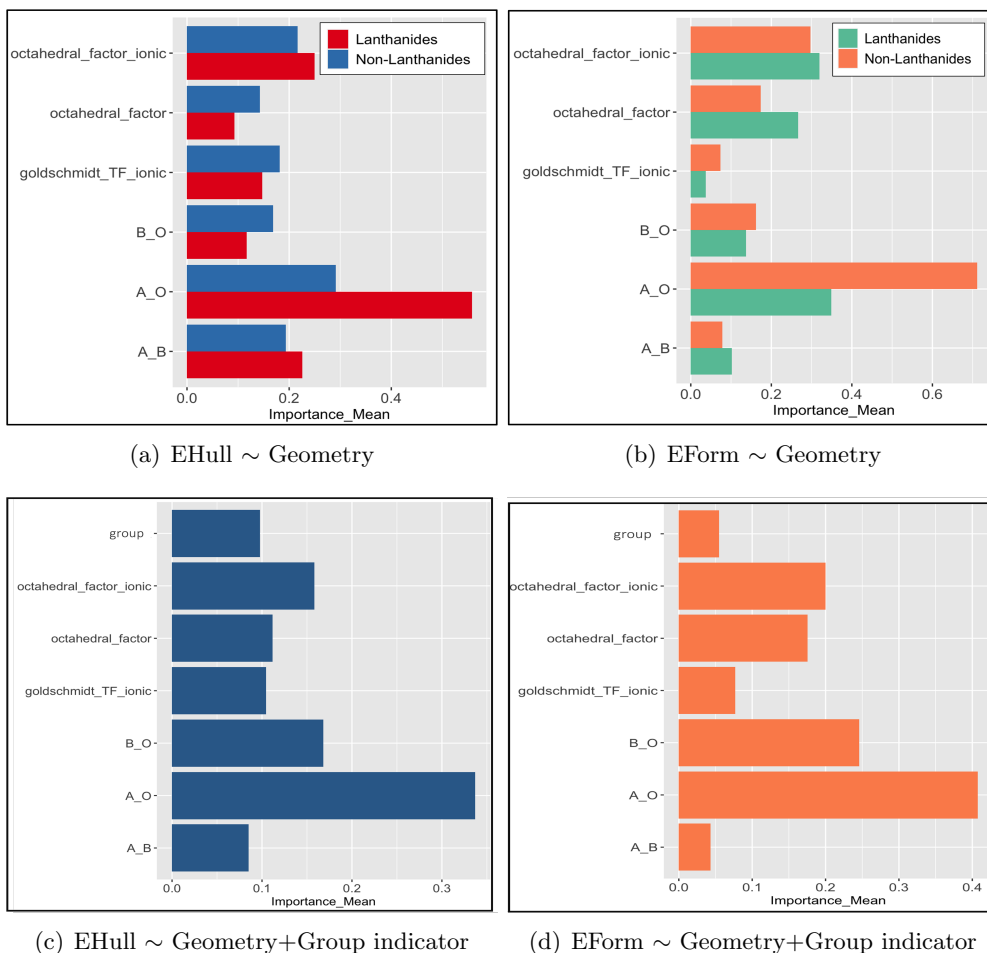 octahedral_factor_ionic
octahedral_factor
goldschmidt_TF_ionic
B_O
A_O
A_B
Lanthanides
Non-Lanthanides
0.0 0.2 0.4
Importance_Mean
(a) EHull ∼ Geometry
octahedral_factor_ionic
octahedral_factor
goldschmidt_TF_ionic
B_O
A_O
A_B
Lanthanides
Non-Lanthanides
0.0 0.2 0.4 0.6
Importance_Mean
(b) EForm ∼ Geometry
group
octahedral_factor_ionic
octahedral_factor
goldschmidt_TF_ionic
B_O
A_O
A_B
0.0 0.1 0.2 0.3
Importance_Mean
(c) EHull ∼ Geometry+Group indicator
group
octahedral_factor_ionic
octahedral_factor
goldschmidt_TF_ionic
B_O
A_O
A_B
0.0 0.1 0.2 0.3 0.4
Importance_Mean
(d) EForm ∼ Geometry+Group indicator